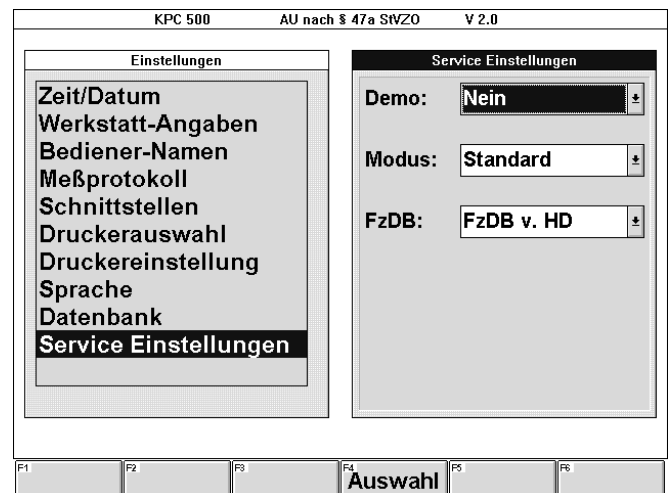 KPC 500 AU nach § 47a StVZO V 2.0
Einstellungen
Zeit/Datum
Werkstatt-Angaben
Bediener-Namen
Meßprotokoll
Schnittstellen
Druckerauswahl
Druckereinstellung
Sprache
Datenbank
Service Einstellungen
Service Einstellungen
Demo: Nein
Modus: Standard
FzDB: FzDB v. HD
F1 F2 F3 F4 Auswahl F5 F6